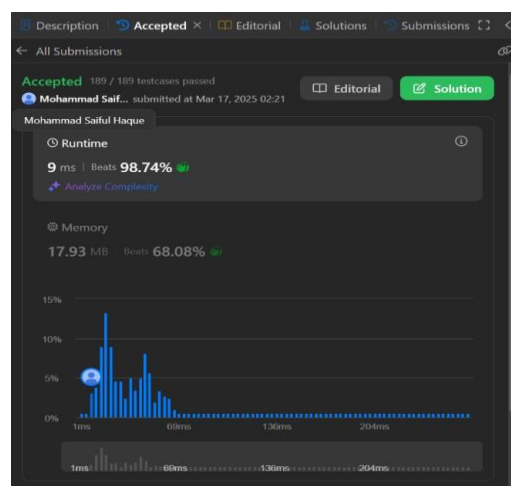 Description Accepted × Editorial Solutions Submissions
← All Submissions
Accepted 189 / 189 testcases passed
Mohammad Saif... submitted at Mar 17, 2025 02:21
Editorial Solution
Mohammad Saiful Haque
Runtime
9 ms | Beats 98.74%
Analyze Complexity
Memory
17.93 MB | Beats 68.08%
15%
10%
5%
0%
1ms 69ms 136ms 204ms
1ms 69ms 136ms 204ms